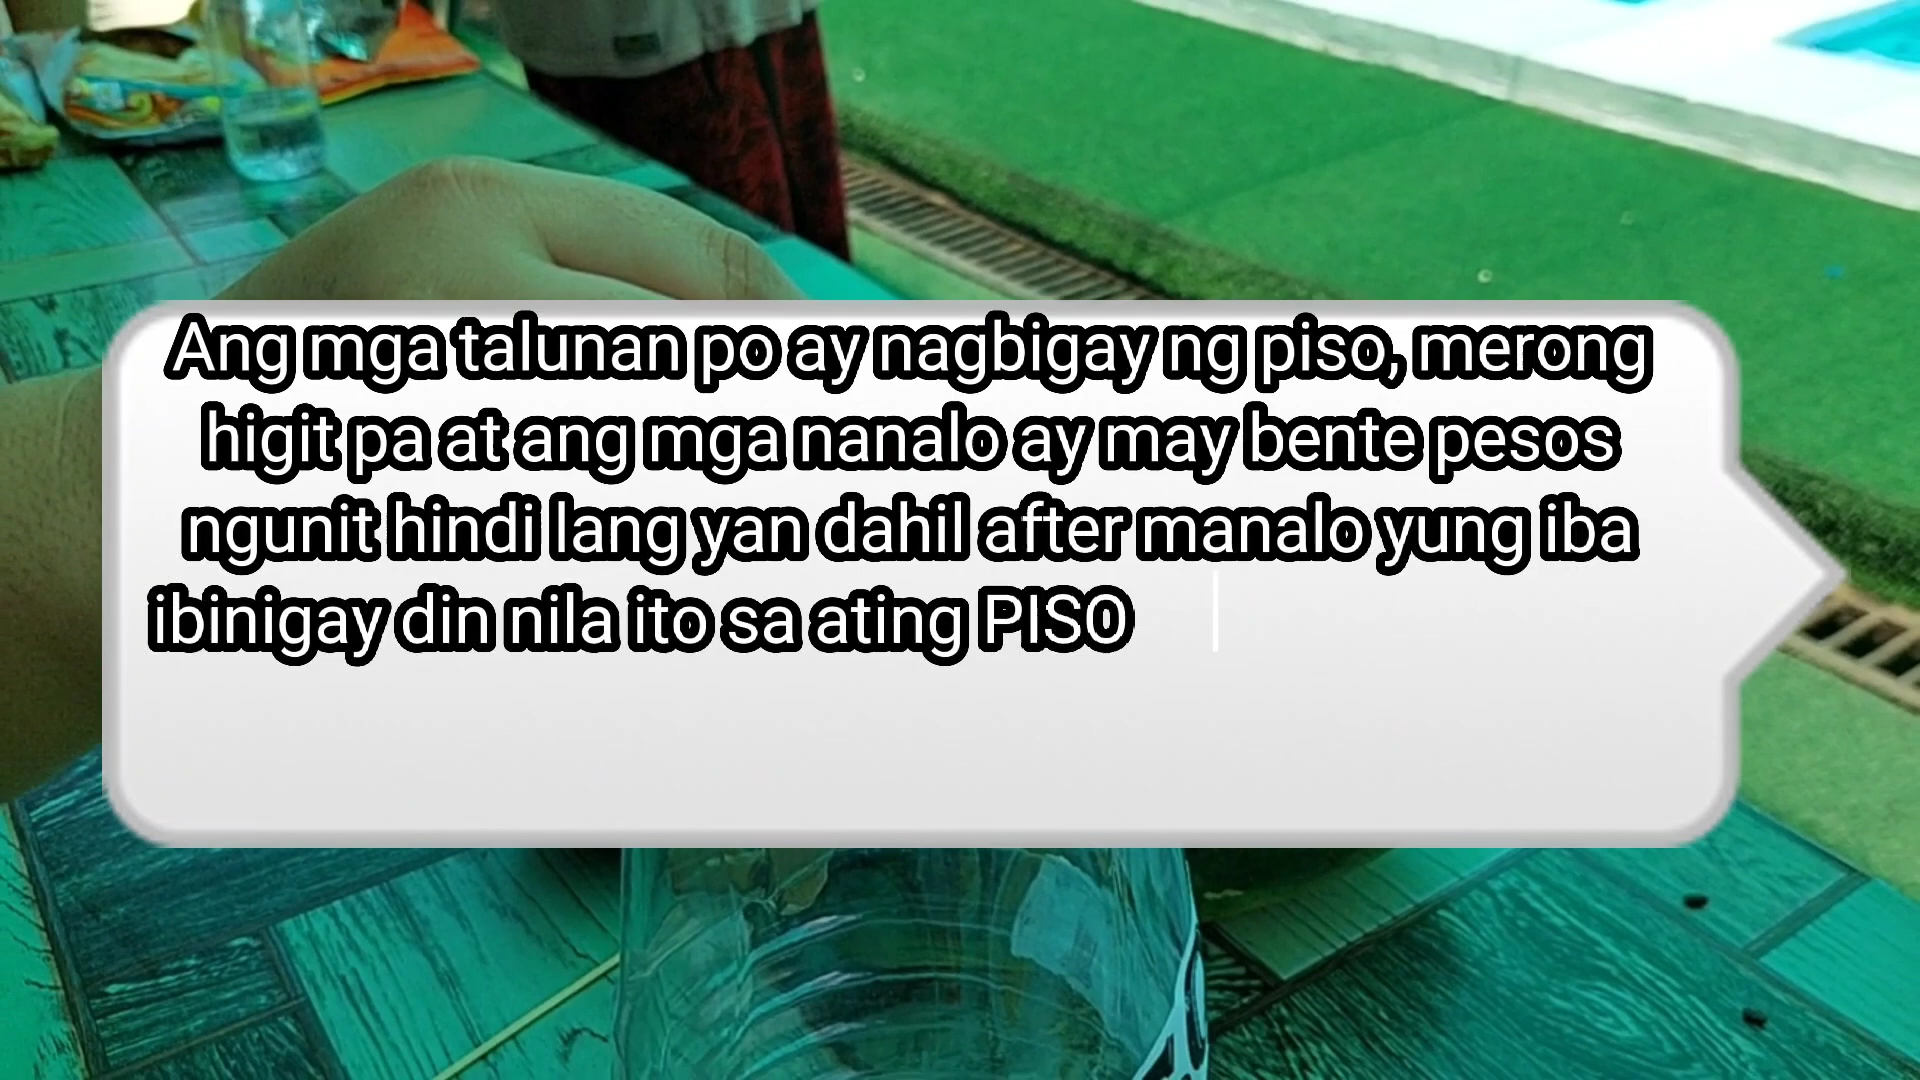 Ang mga talunan po ay nagbigay ng piso, merong
higit pa at ang mga nanalo ay may bente pesos
ngunit hindi lang yan dahil after manalo yung iba
ibinigay din nila ito sa ating PISO